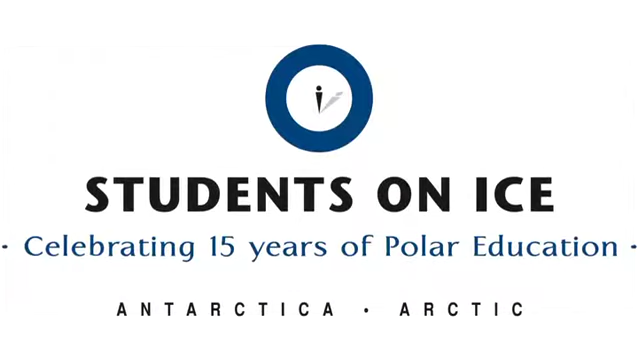 STUDENTS ON ICE
· Celebrating 15 years of Polar Education ·
ANTARCTICA · ARCTIC